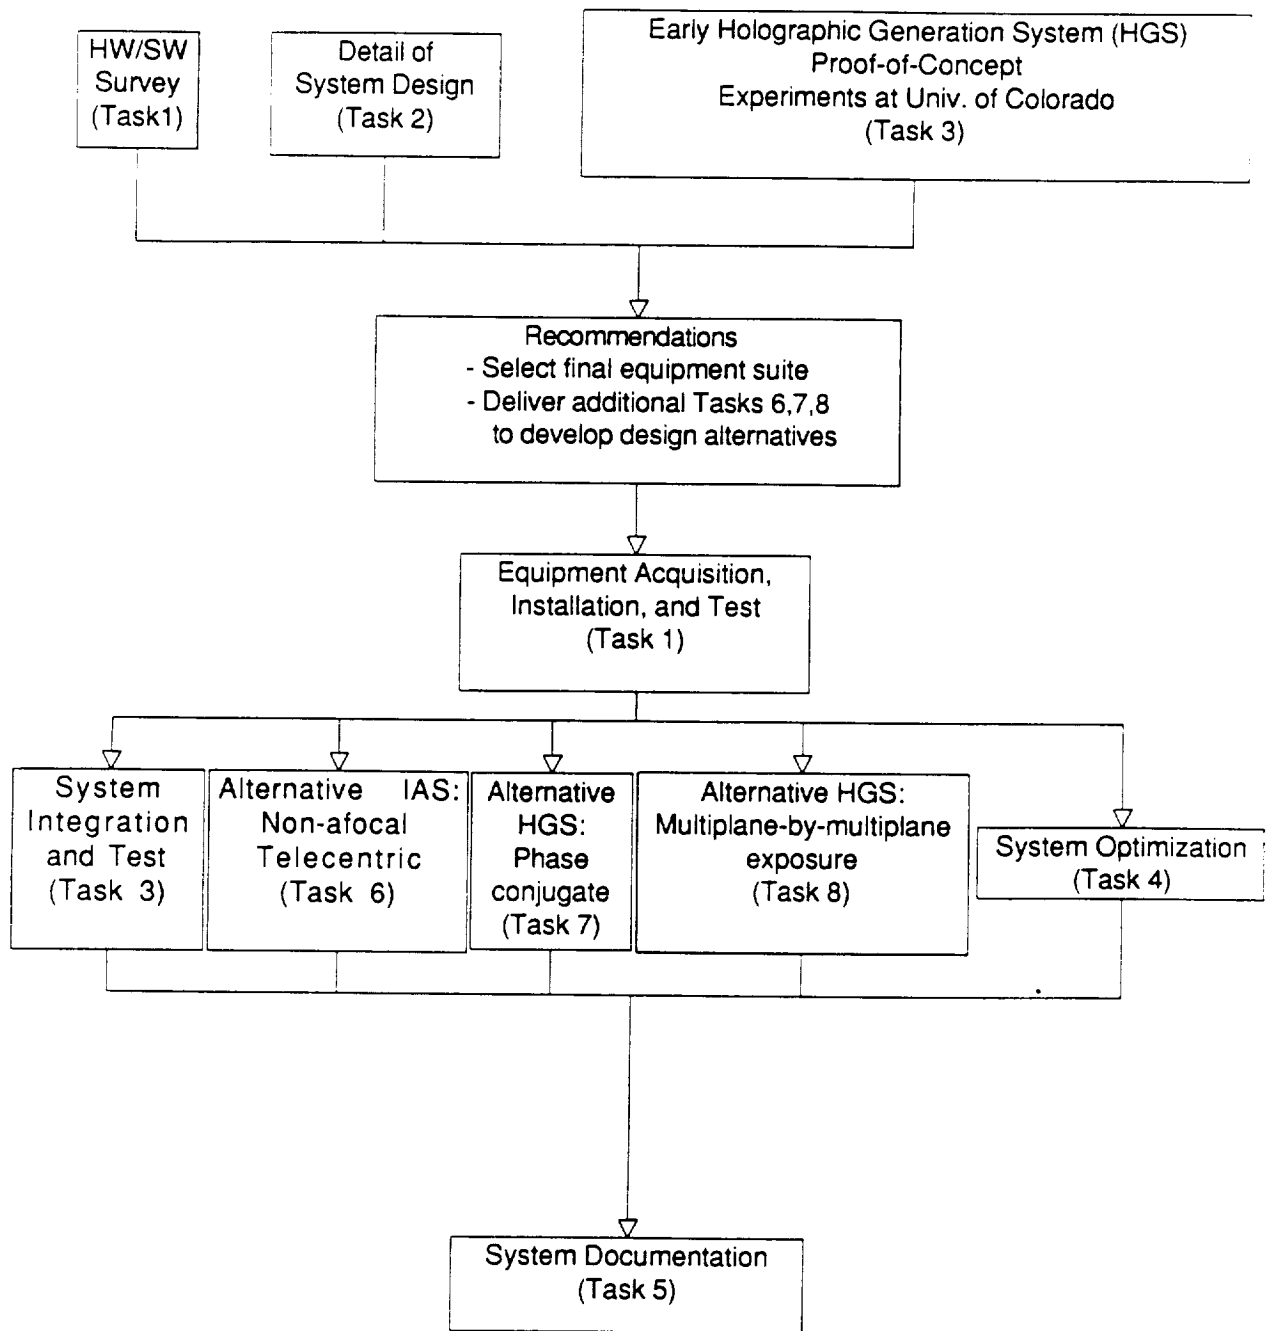 HW/SW
Survey
(Task1)
Detail of
System Design
(Task 2)
Early Holographic Generation System (HGS)
Proof-of-Concept
Experiments at Univ. of Colorado
(Task 3)
Recommendations
- Select final equipment suite
- Deliver additional Tasks 6,7,8
to develop design alternatives
Equipment Acquisition,
Installation, and Test
(Task 1)
System
Integration
and Test
(Task 3)
Alternative IAS:
Non-afocal
Telecentric
(Task 6)
Alternative
HGS:
Phase
conjugate
(Task 7)
Alternative HGS:
Multiplane-by-multiplane
exposure
(Task 8)
System Optimization
(Task 4)
System Documentation
(Task 5)